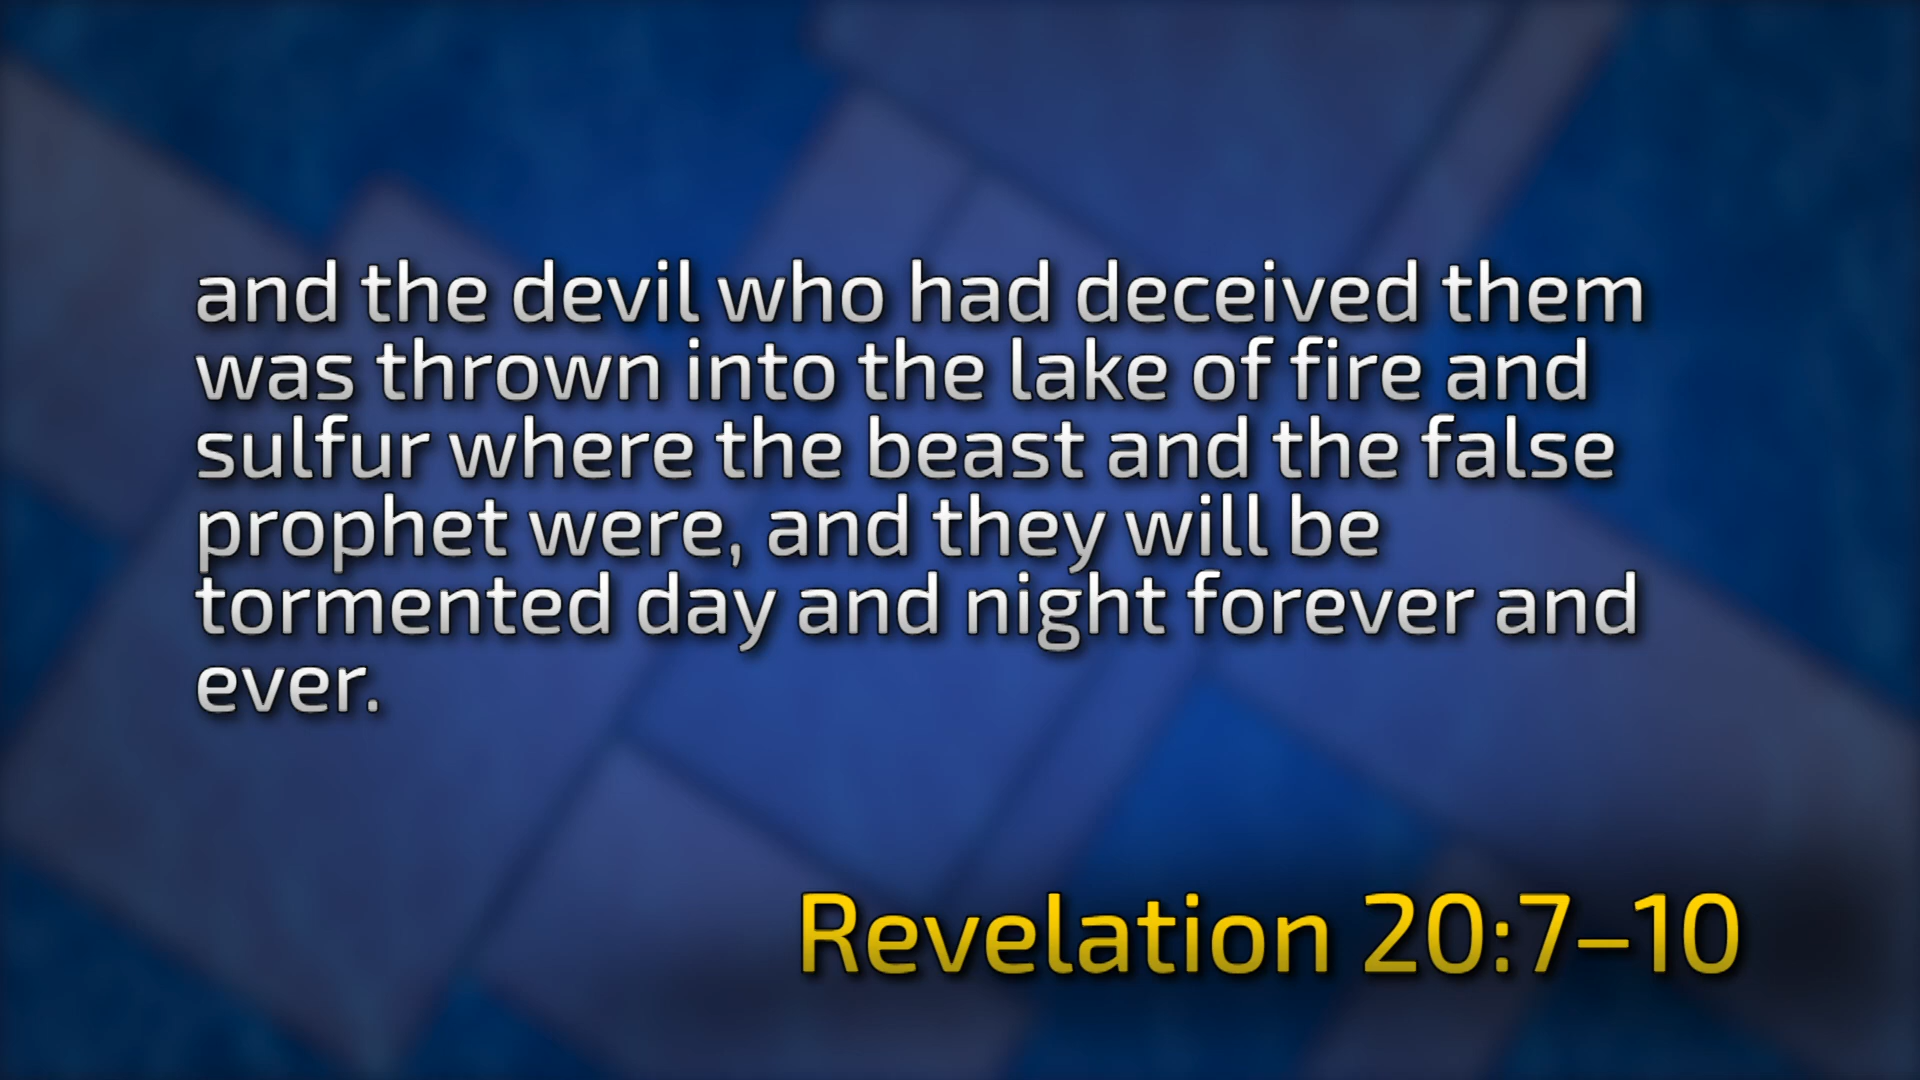 and the devil who had deceived them
was thrown into the lake of fire and
sulfur where the beast and the false
prophet were, and they will be
tormented day and night forever and
ever.
Revelation 20:7–10